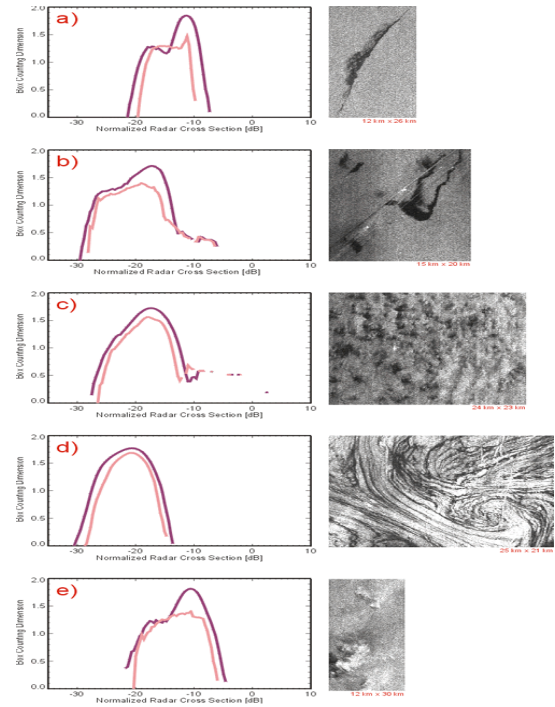 a)
Box Counting Dimension
2.0
1.5
1.0
0.5
0.0
-30 -20 -10 0 10
Normalized Radar Cross Section [dB]
12 km x 26 km
b)
Box Counting Dimension
2.0
1.5
1.0
0.5
0.0
-30 -20 -10 0 10
Normalized Radar Cross Section [dB]
15 km x 20 km
c)
Box Counting Dimension
2.0
1.5
1.0
0.5
0.0
-30 -20 -10 0 10
Normalized Radar Cross Section [dB]
24 km x 23 km
d)
Box Counting Dimension
2.0
1.5
1.0
0.5
0.0
-30 -20 -10 0 10
Normalized Radar Cross Section [dB]
25 km x 21 km
e)
Box Counting Dimension
2.0
1.5
1.0
0.5
0.0
-30 -20 -10 0 10
Normalized Radar Cross Section [dB]
12 km x 30 km